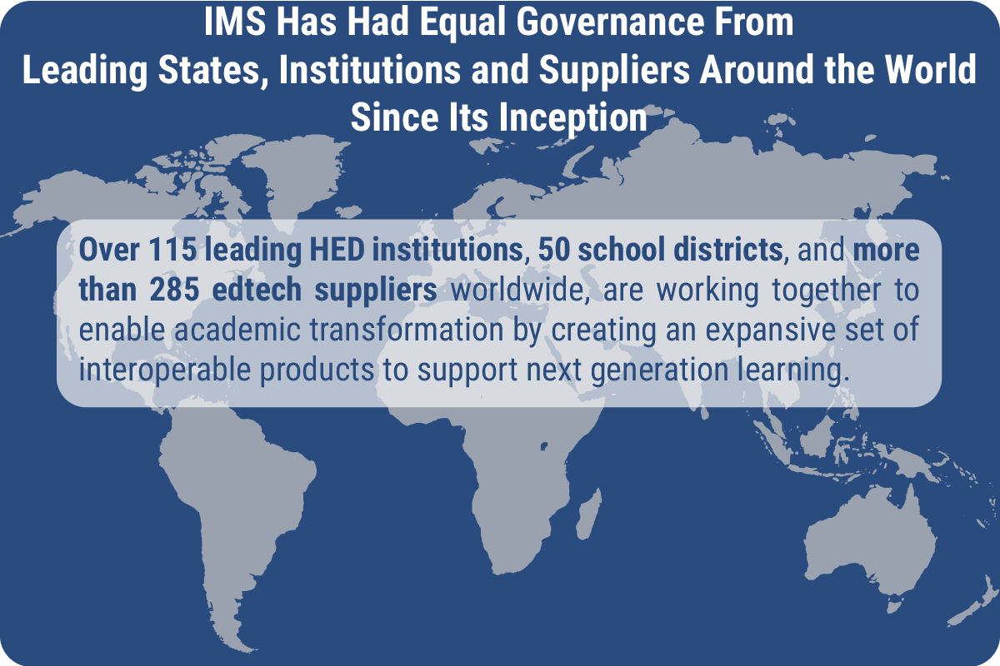 IMS Has Had Equal Governance From
Leading States, Institutions and Suppliers Around the World
Since Its Inception
Over 115 leading HED institutions, 50 school districts, and more
than 285 edtech suppliers worldwide, are working together to
enable academic transformation by creating an expansive set of
interoperable products to support next generation learning.